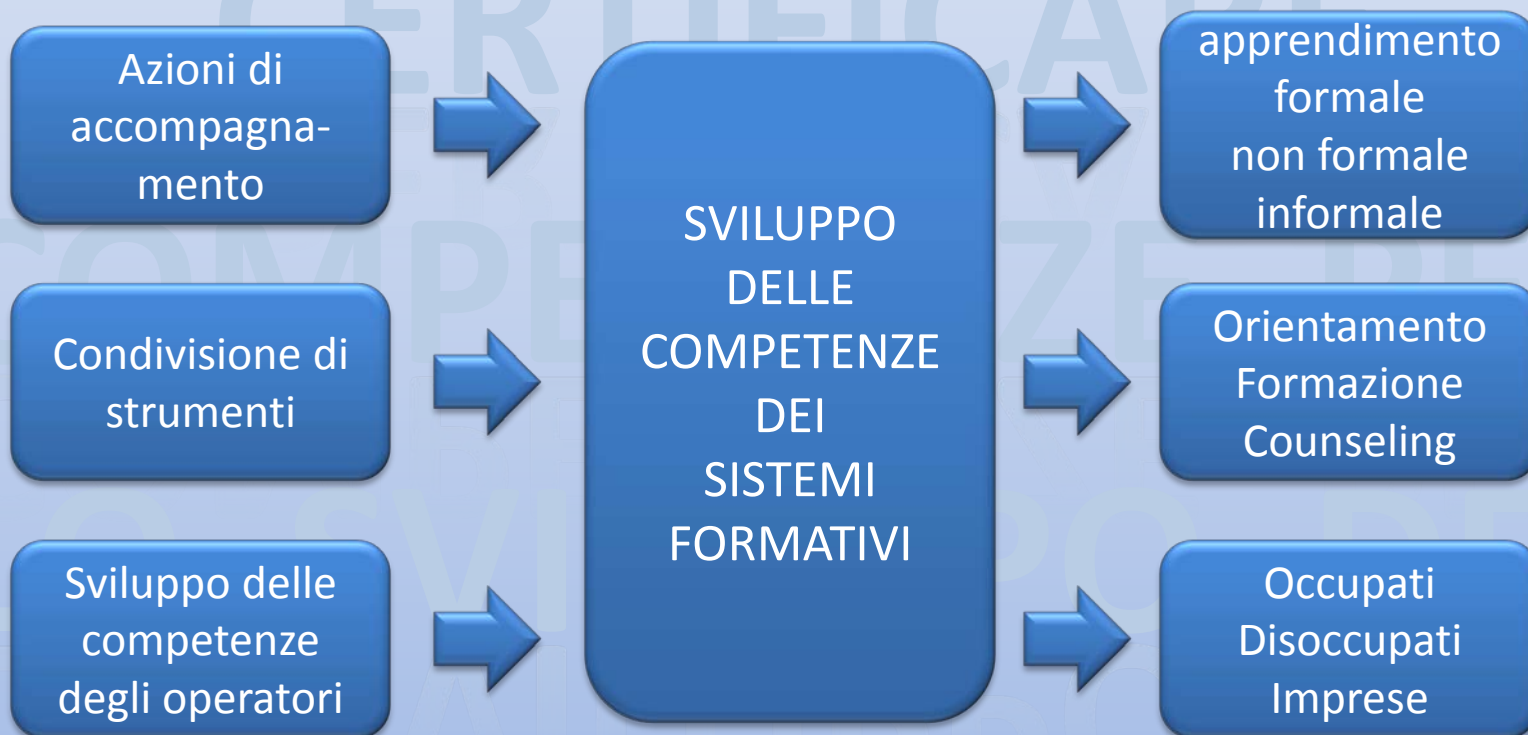 CERTIFICARE
Azioni di
accompagna-
mento
Condivisione di
strumenti
Sviluppo delle
competenze
degli operatori
SVILUPPO
DELLE
COMPETENZE
DEI
SISTEMI
FORMATIVI
apprendimento
formale
non formale
informale
Orientamento
Formazione
Counseling
Occupati
Disoccupati
Imprese